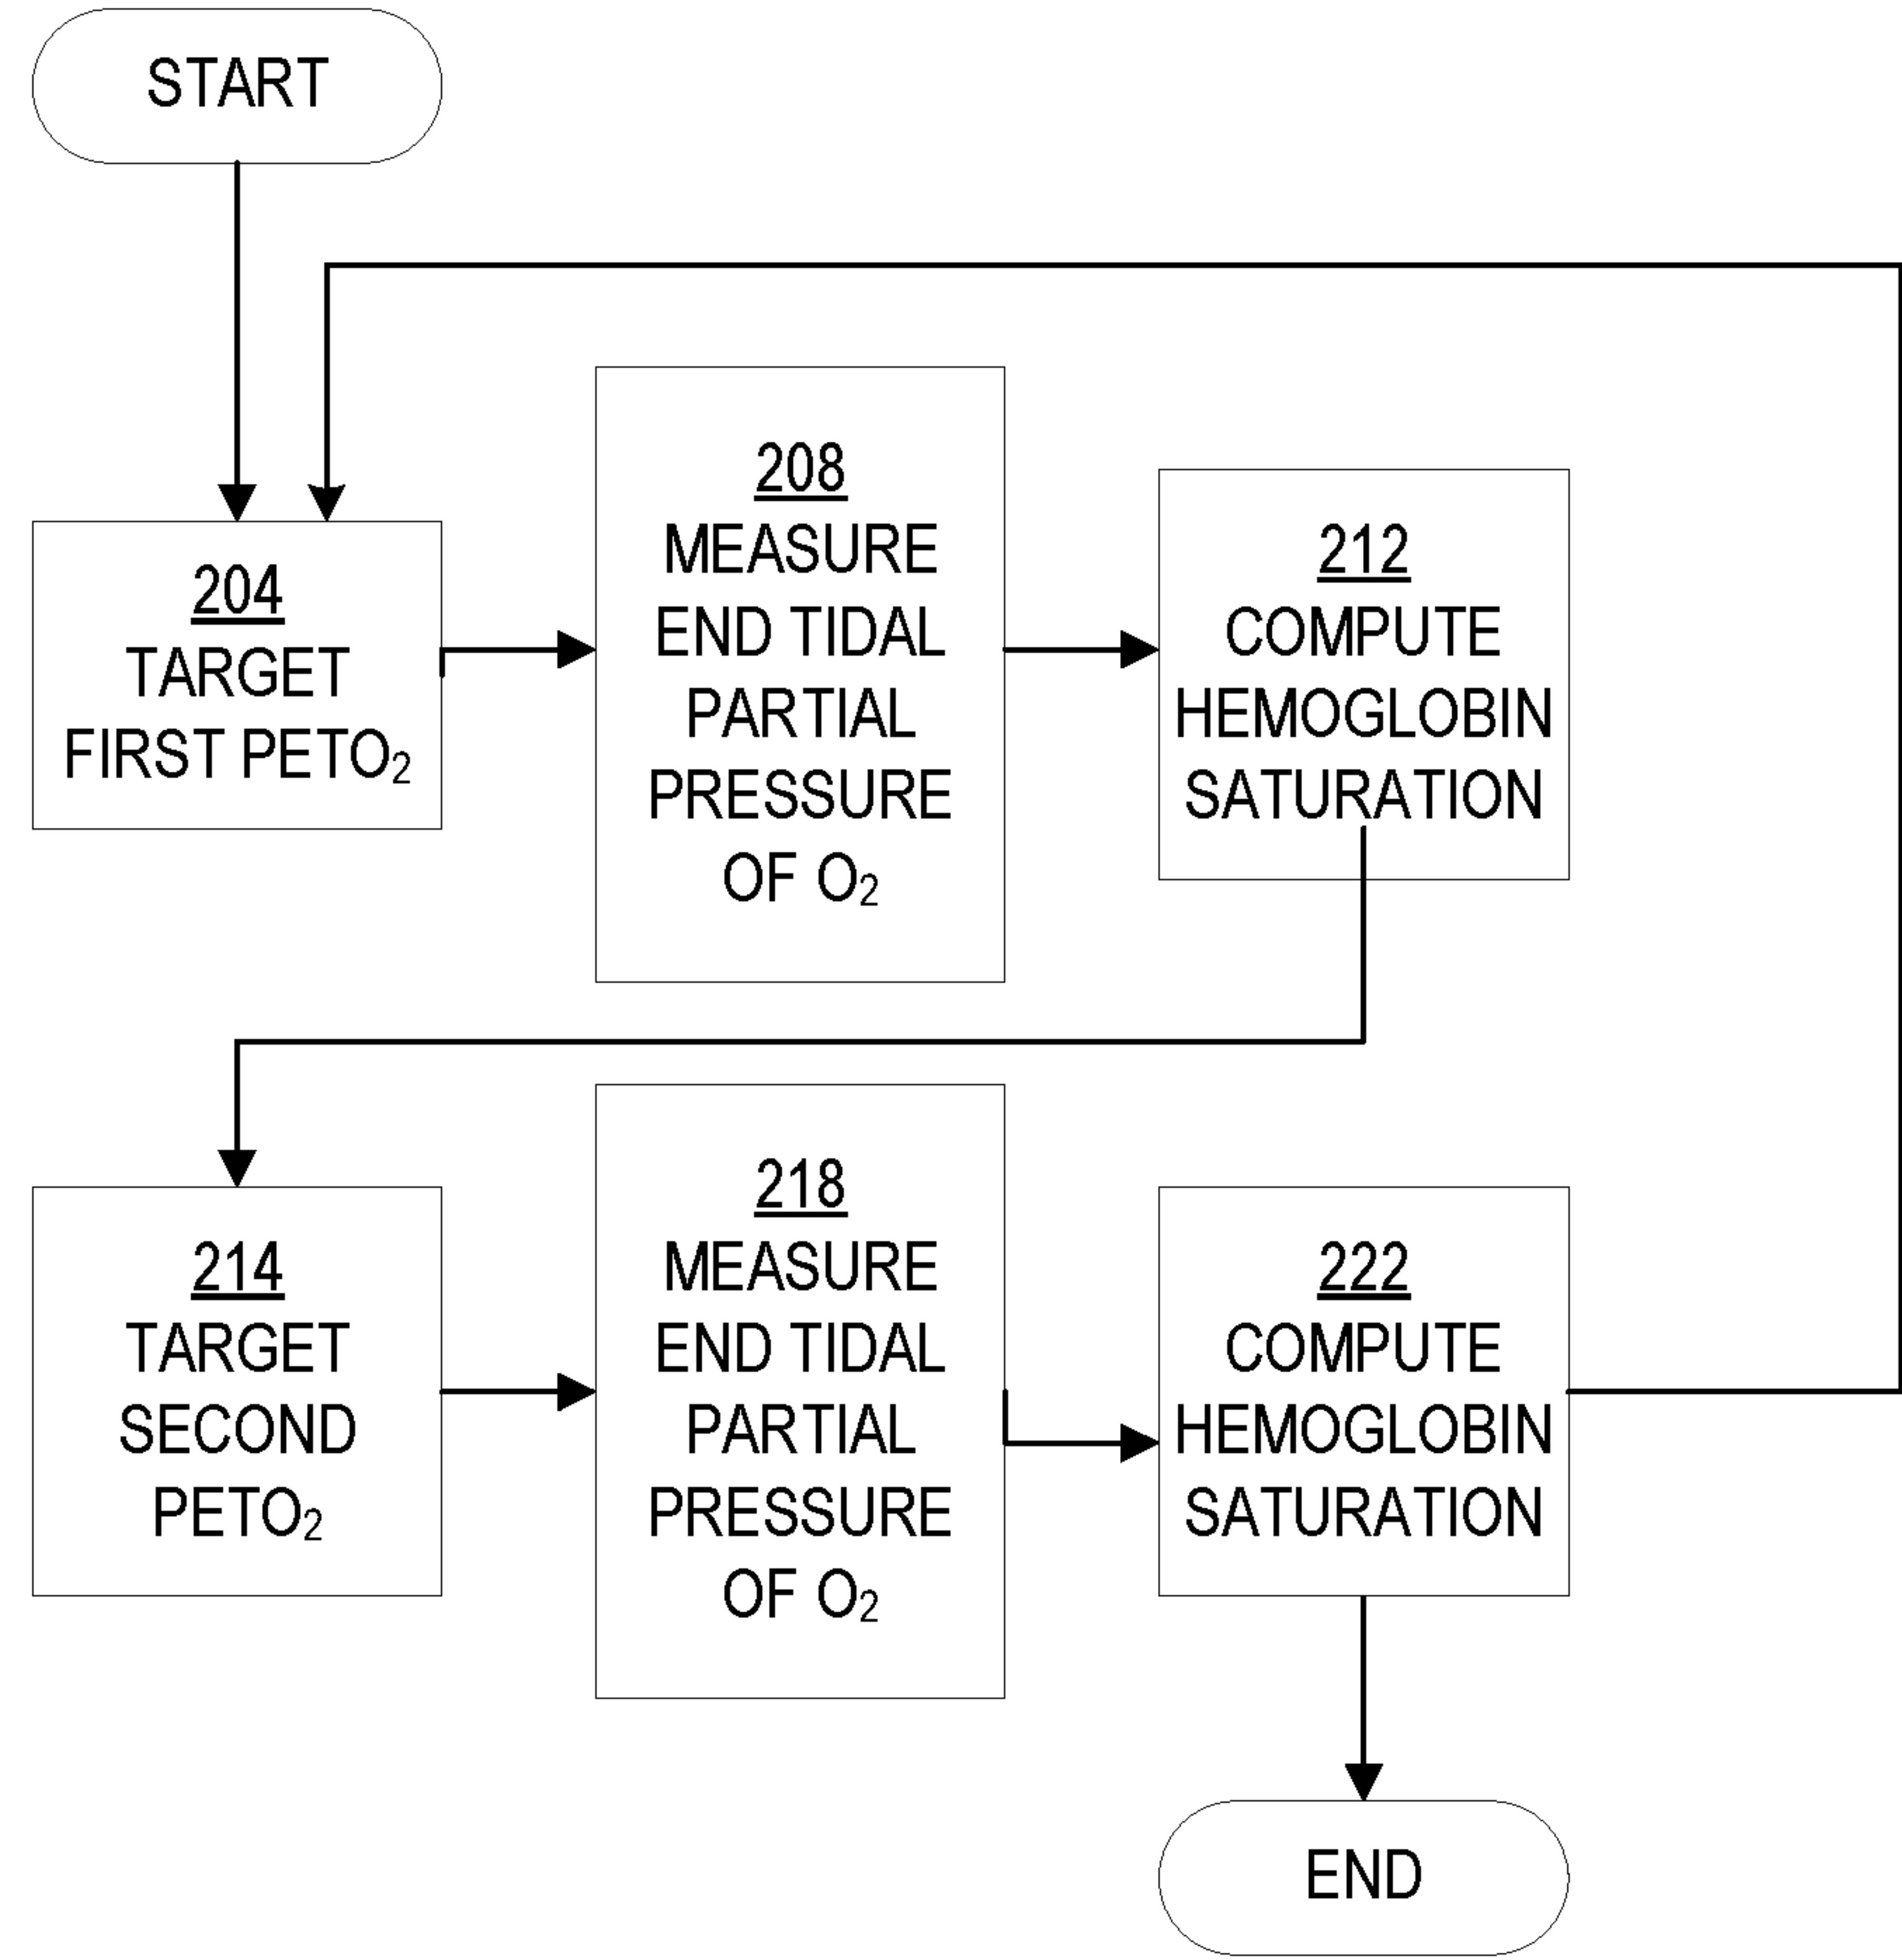 START
204
TARGET
FIRST PETO₂
208
MEASURE
END TIDAL
PARTIAL
PRESSURE
OF O₂
212
COMPUTE
HEMOGLOBIN
SATURATION
214
TARGET
SECOND
PETO₂
218
MEASURE
END TIDAL
PARTIAL
PRESSURE
OF O₂
222
COMPUTE
HEMOGLOBIN
SATURATION
END